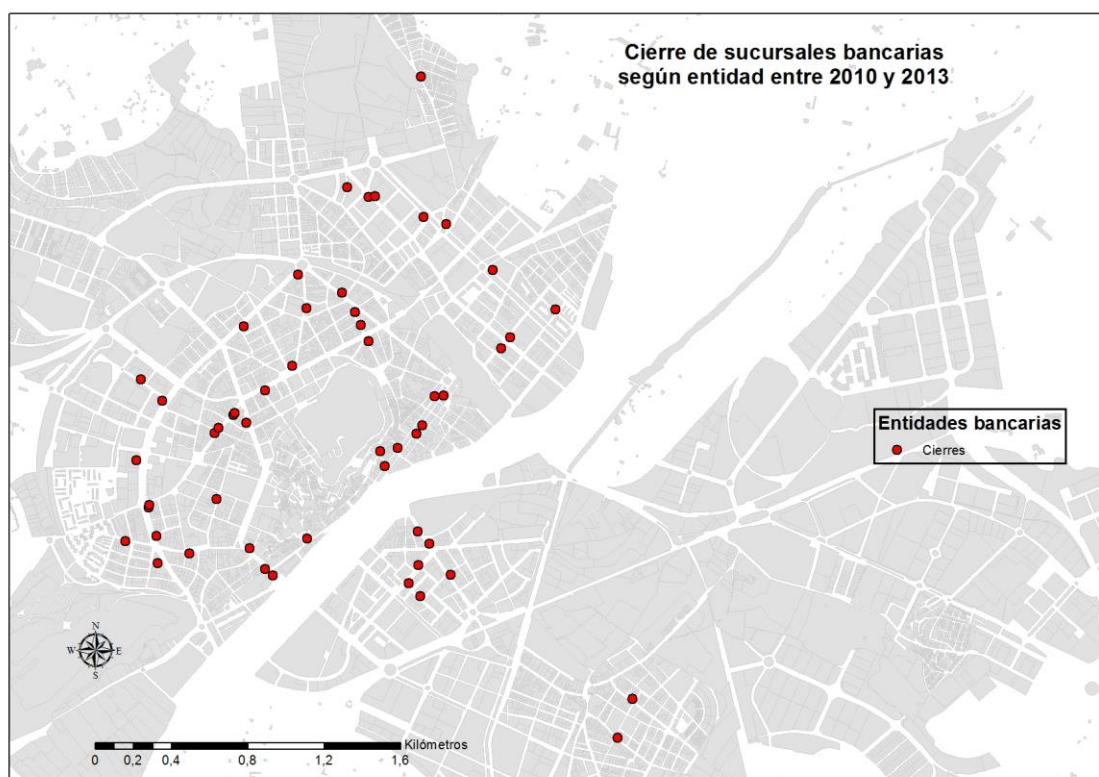 Cierre de sucursales bancarias
según entidad entre 2010 y 2013
Entidades bancarias
Cierres
N
W E
S
Kilómetros
0 0,2 0,4 0,8 1,2 1,6